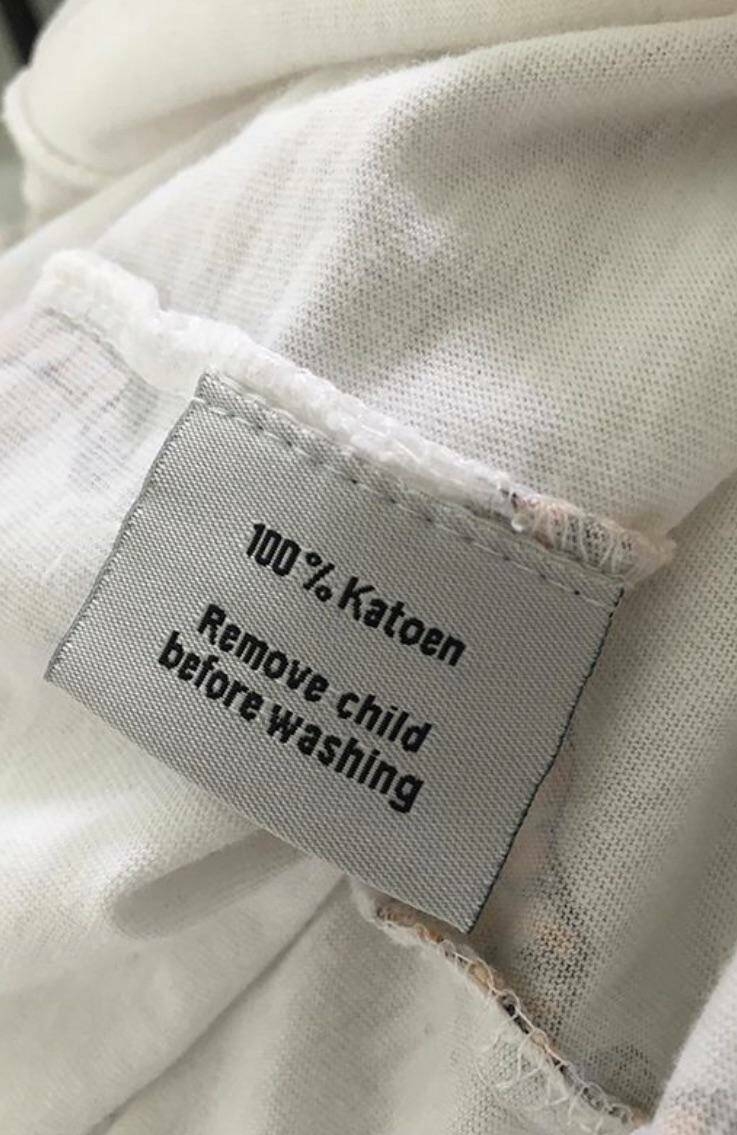 100% Katoen
Remove child
before washing